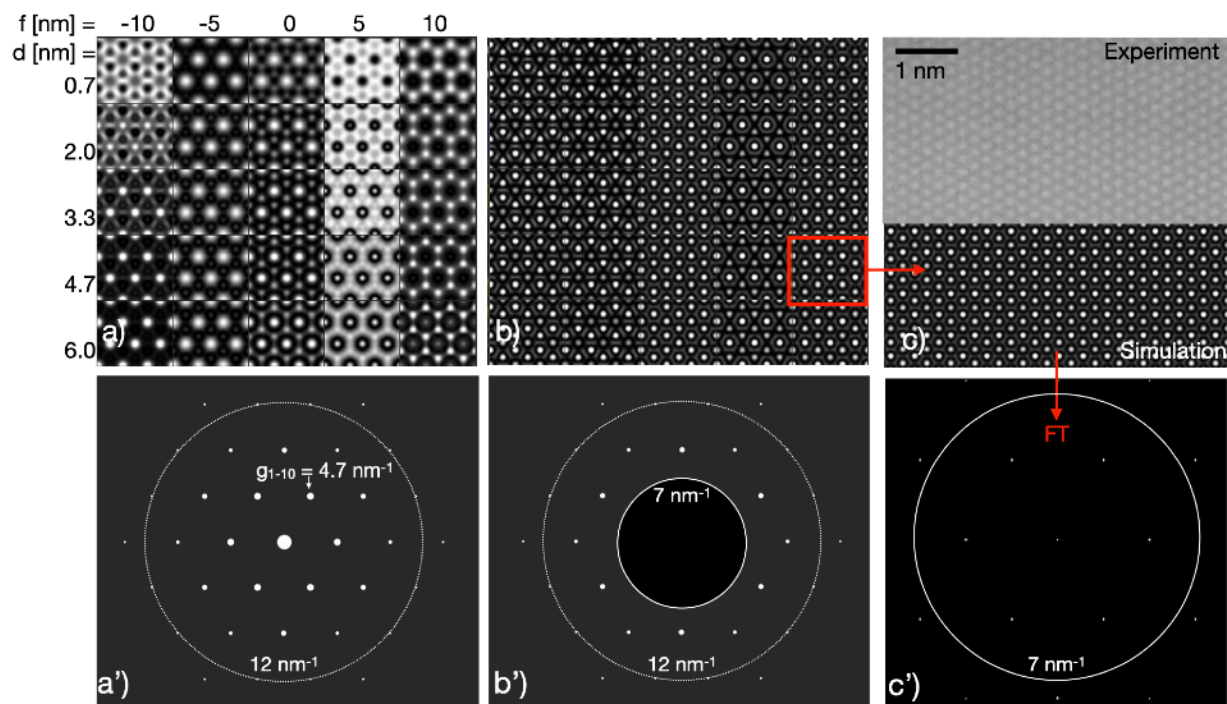 f [nm] = -10 -5 0 5 10
d [nm] =
0.7
2.0
3.3
4.7
6.0
a)
b)
Experiment
1 nm
c)
Simulation
g1-10 = 4.7 nm-1
12 nm-1
a')
7 nm-1
12 nm-1
b')
FT
7 nm-1
c')